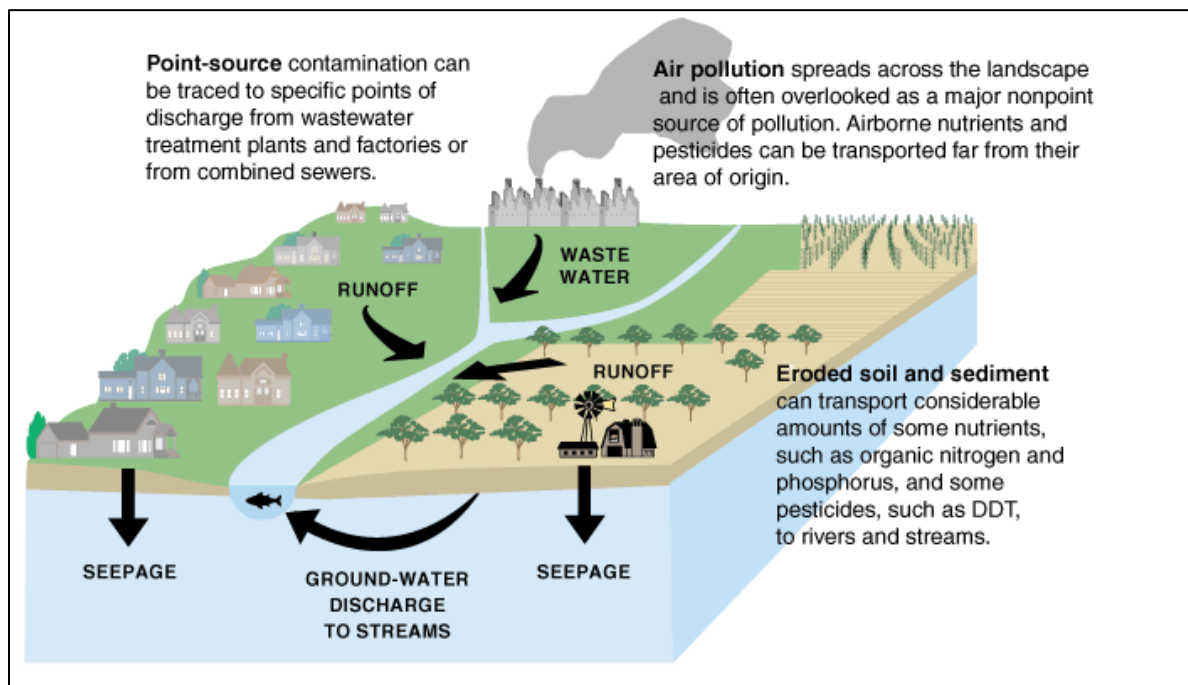 Point-source contamination can
be traced to specific points of
discharge from wastewater
treatment plants and factories or
from combined sewers.
Air pollution spreads across the landscape
and is often overlooked as a major nonpoint
source of pollution. Airborne nutrients and
pesticides can be transported far from their
area of origin.
WASTE
WATER
RUNOFF
RUNOFF
Eroded soil and sediment
can transport considerable
amounts of some nutrients,
such as organic nitrogen and
phosphorus, and some
pesticides, such as DDT,
to rivers and streams.
SEEPAGE
GROUND-WATER
DISCHARGE
TO STREAMS
SEEPAGE